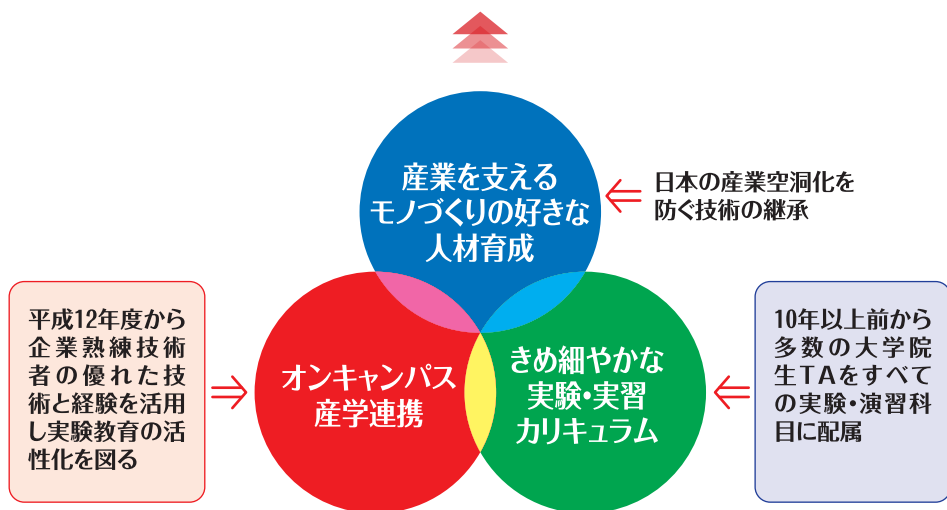 産業を支える
モノづくりの好きな
人材育成
日本の産業空洞化を
防ぐ技術の継承
平成12年度から
企業熟練技術
者の優れた技
術と経験を活用
し実験教育の活
性化を図る
オンキャンパス
産学連携
きめ細やかな
実験・実習
カリキュラム
10年以上前から
多数の大学院
生TAをすべて
の実験・演習科
目に配属